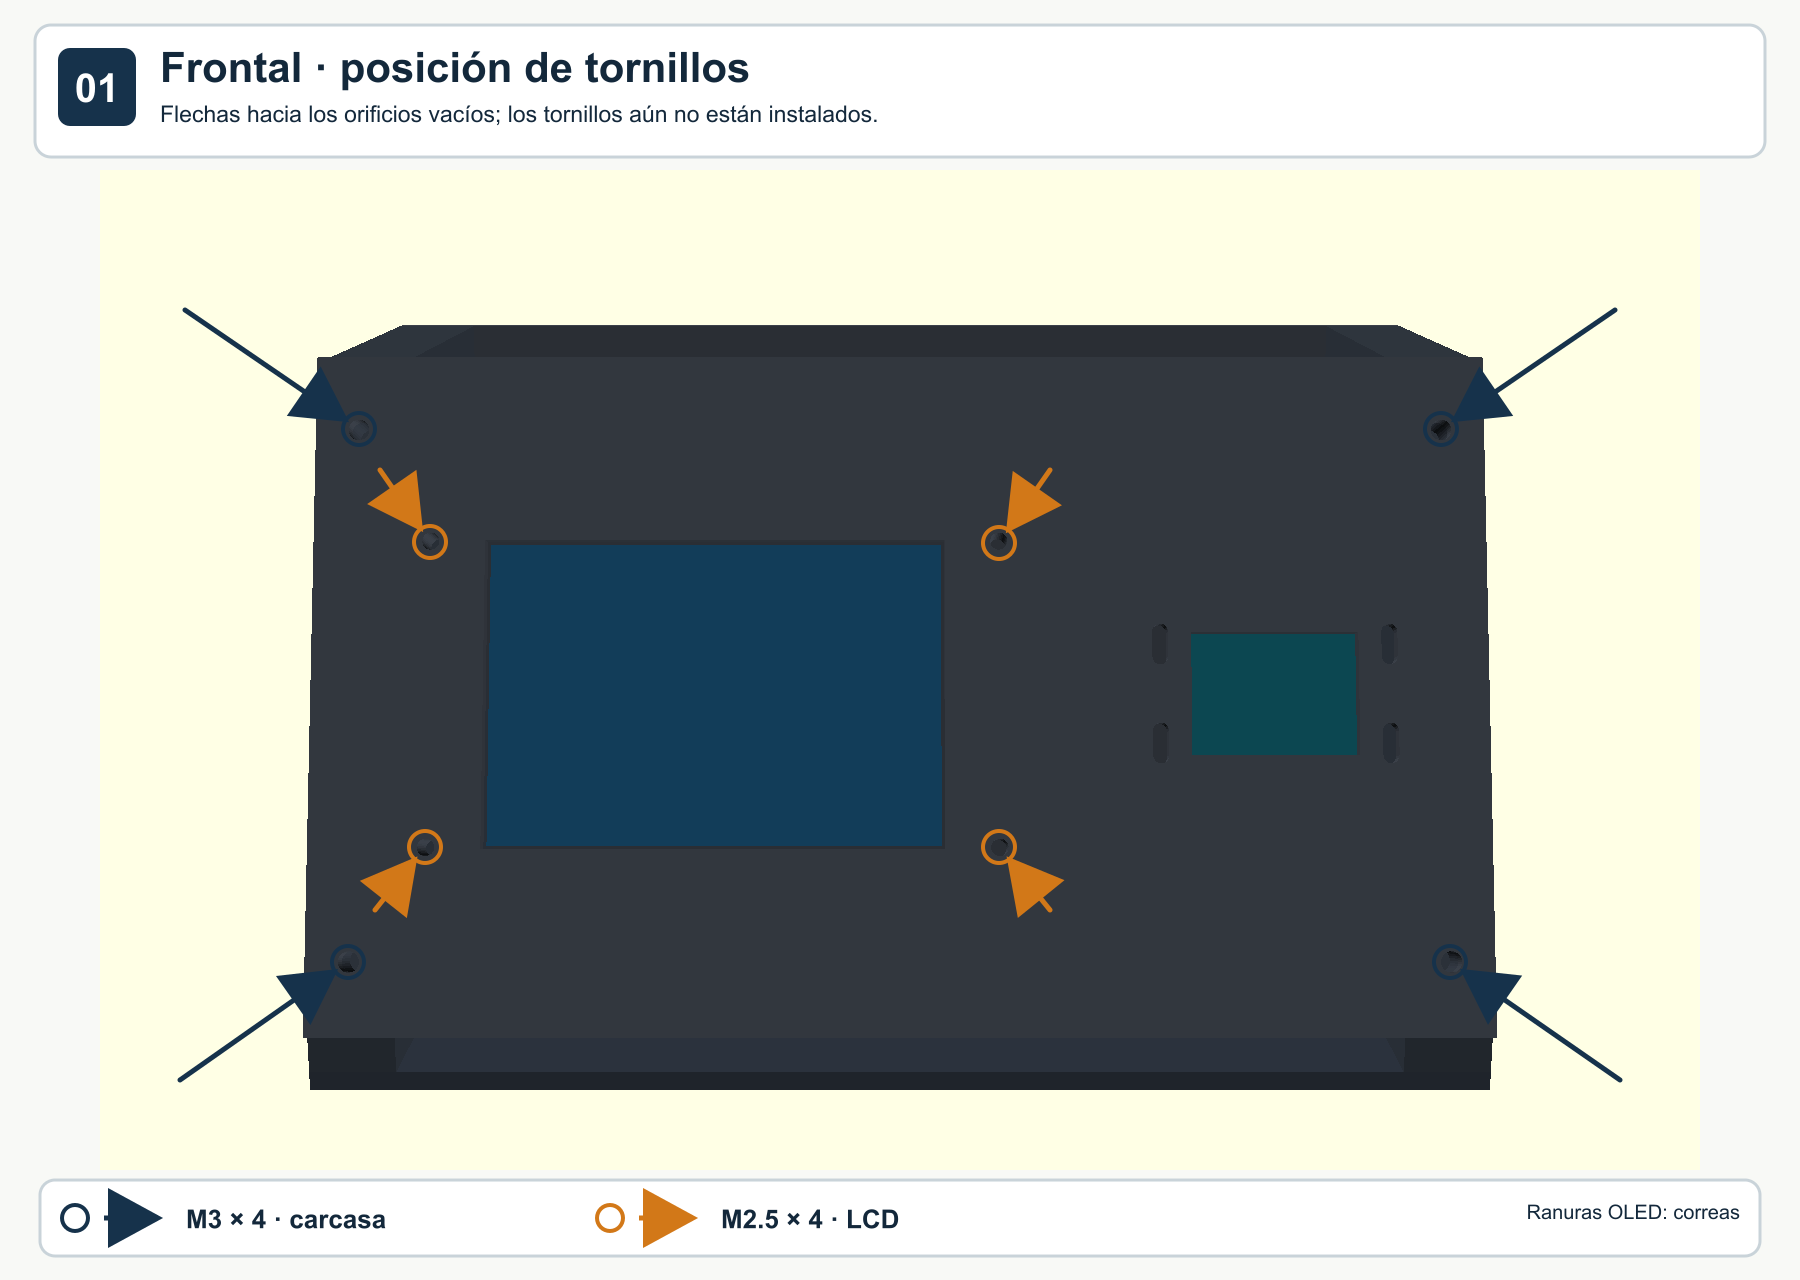 01
Frontal · posición de tornillos
Flechas hacia los orificios vacíos; los tornillos aún no están instalados.
M3 × 4 · carcasa
M2.5 × 4 · LCD
Ranuras OLED: correas